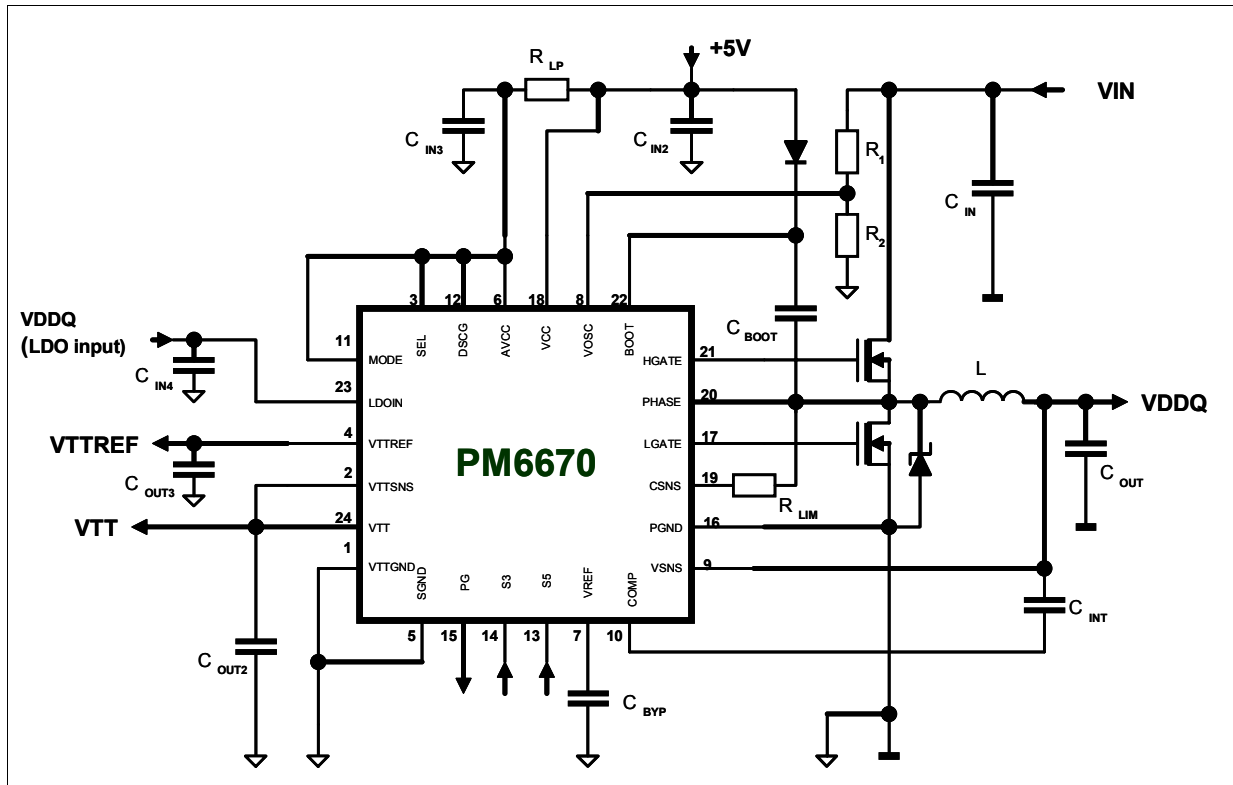 +5V
R LP
VIN
C IN3
C IN2
R1
C IN
R2
3 12 6 18 8 22
VDDQ
(LDO input)
SEL DSCG AVCC VCC VOSC BOOT
C BOOT
11 MODE
HGATE 21
C IN4
L
23 LDOIN
PHASE 20
VDDQ
VTTREF
4 VTTREF
LGATE 17
PM6670
C OUT3
2 VTTSNS
CSNS 19
R LIM
C OUT
VTT
24 VTT
PGND 16
1 VTTGND
VSNS 9
SGND PG S3 S5 VREF COMP
C INT
5 15 14 13 7 10
C OUT2
C BYP